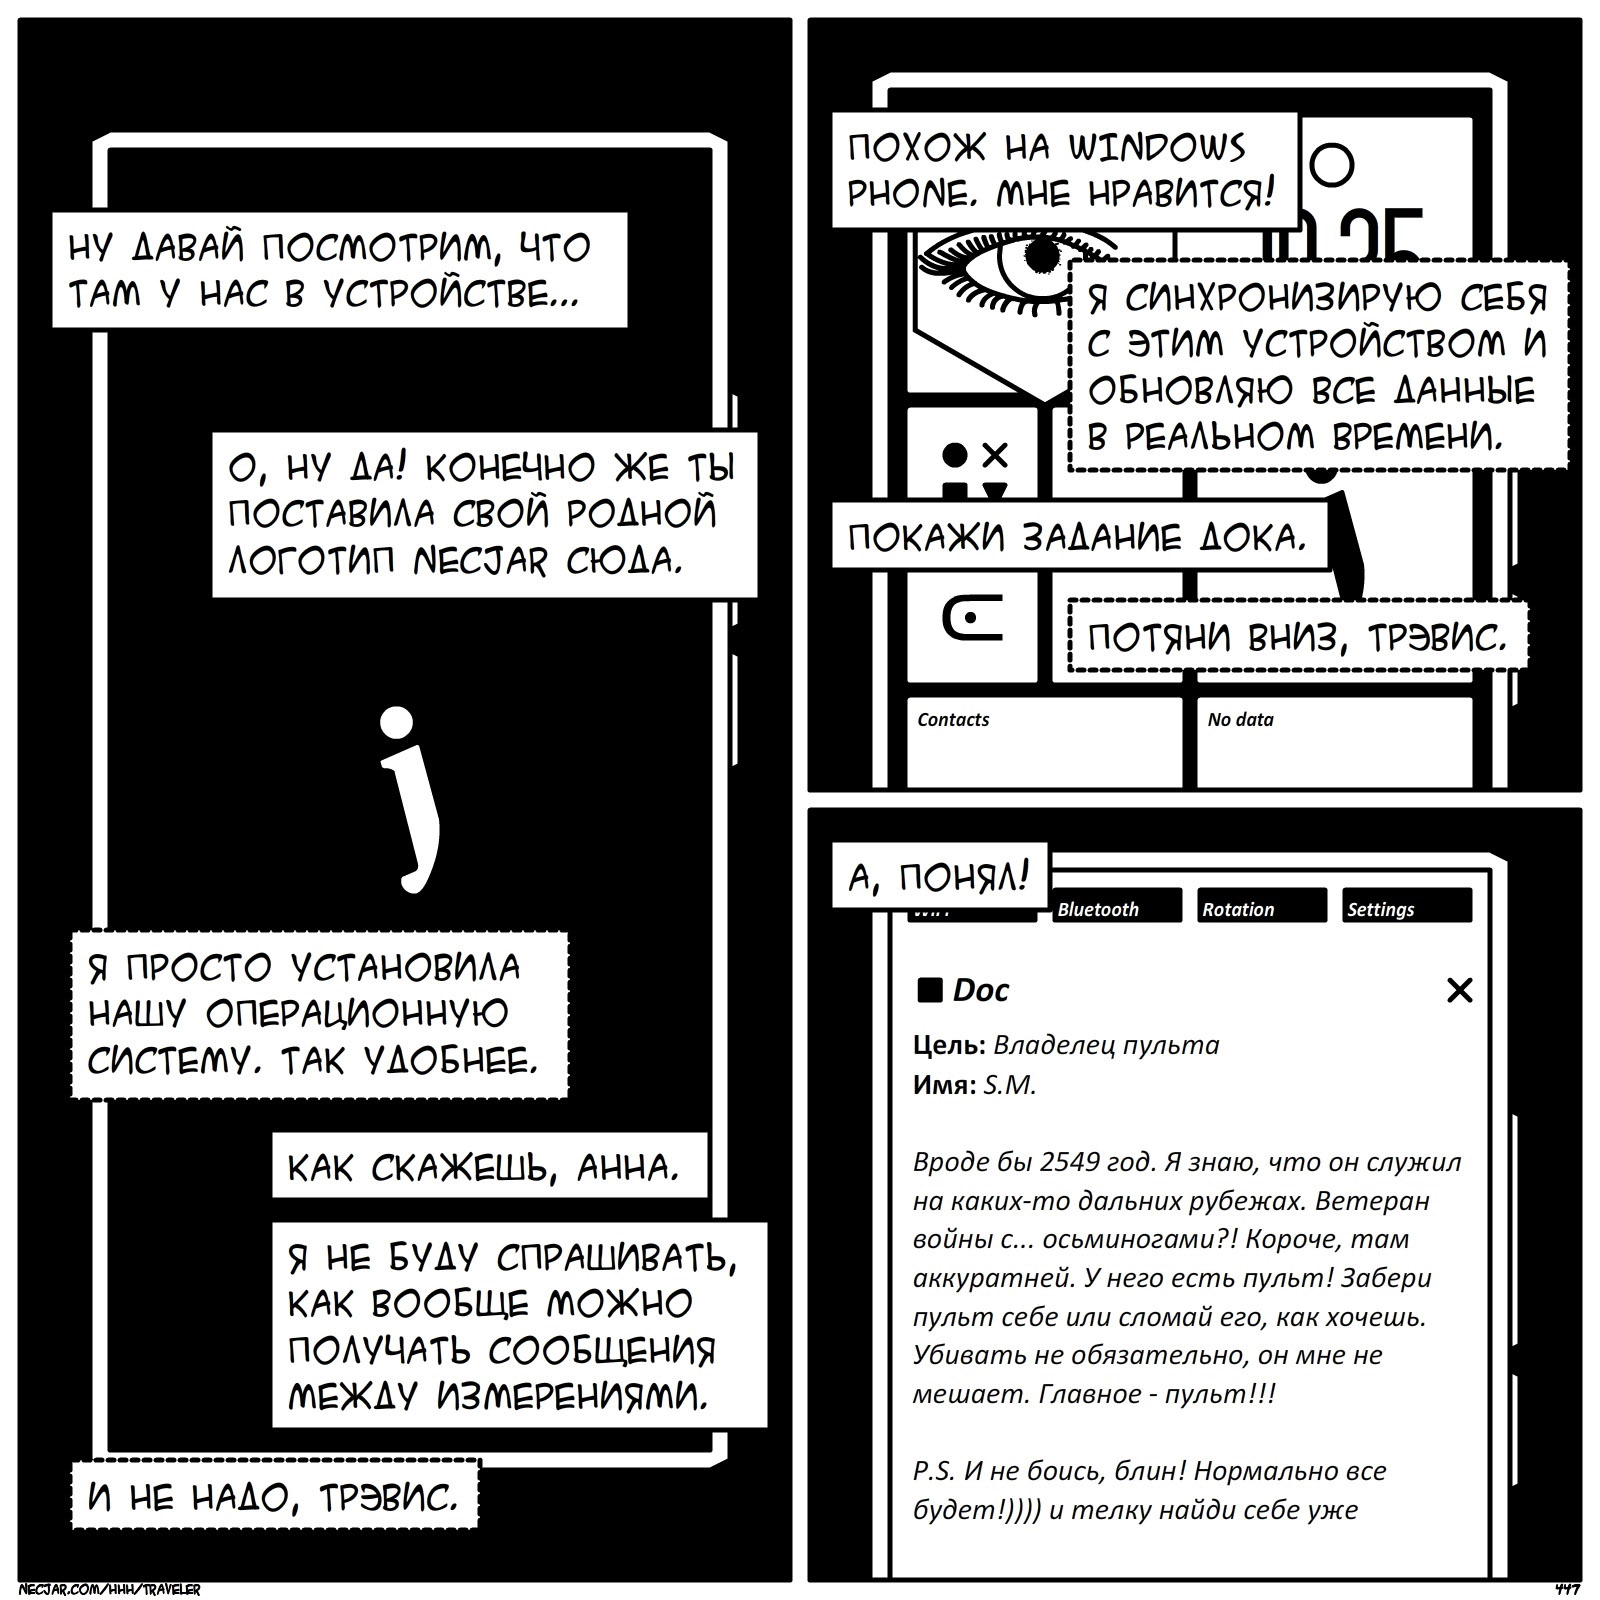 НУ ДАВАЙ ПОСМОТРИМ, ЧТО
ТАМ У НАС В УСТРОЙСТВЕ...
О, НУ ДА! КОНЕЧНО ЖЕ ТЫ
ПОСТАВИЛА СВОЙ РОДНОЙ
ЛОГОТИП NECJAR СЮДА.
j
Я ПРОСТО УСТАНОВИЛА
НАШУ ОПЕРАЦИОННУЮ
СИСТЕМУ. ТАК УДОБНЕЕ.
КАК СКАЖЕШЬ, АННА.
Я НЕ БУДУ СПРАШИВАТЬ,
КАК ВООБЩЕ МОЖНО
ПОЛУЧАТЬ СООБЩЕНИЯ
МЕЖДУ ИЗМЕРЕНИЯМИ.
И НЕ НАДО, ТРЭВИС.
ПОХОЖ НА WINDOWS
PHONE. МНЕ НРАВИТСЯ!
Я СИНХРОНИЗИРУЮ СЕБЯ
С ЭТИМ УСТРОЙСТВОМ И
ОБНОВЛЯЮ ВСЕ ДАННЫЕ
В РЕАЛЬНОМ ВРЕМЕНИ.
ПОКАЖИ ЗАДАНИЕ ДОКА.
ПОТЯНИ ВНИЗ, ТРЭВИС.
Contacts
No data
А, ПОНЯЛ!
Bluetooth
Rotation
Settings
Doc
Цель: Владелец пульта
Имя: S.M.
Вроде бы 2549 год. Я знаю, что он служил
на каких-то дальних рубежах. Ветеран
войны с... осьминогами?! Короче, там
аккуратней. У него есть пульт! Забери
пульт себе или сломай его, как хочешь.
Убивать не обязательно, он мне не
мешает. Главное - пульт!!!
P.S. И не боись, блин! Нормально все
будет!)))) и телку найди себе уже
NECJAR.COM/HHH/TRAVELER
447